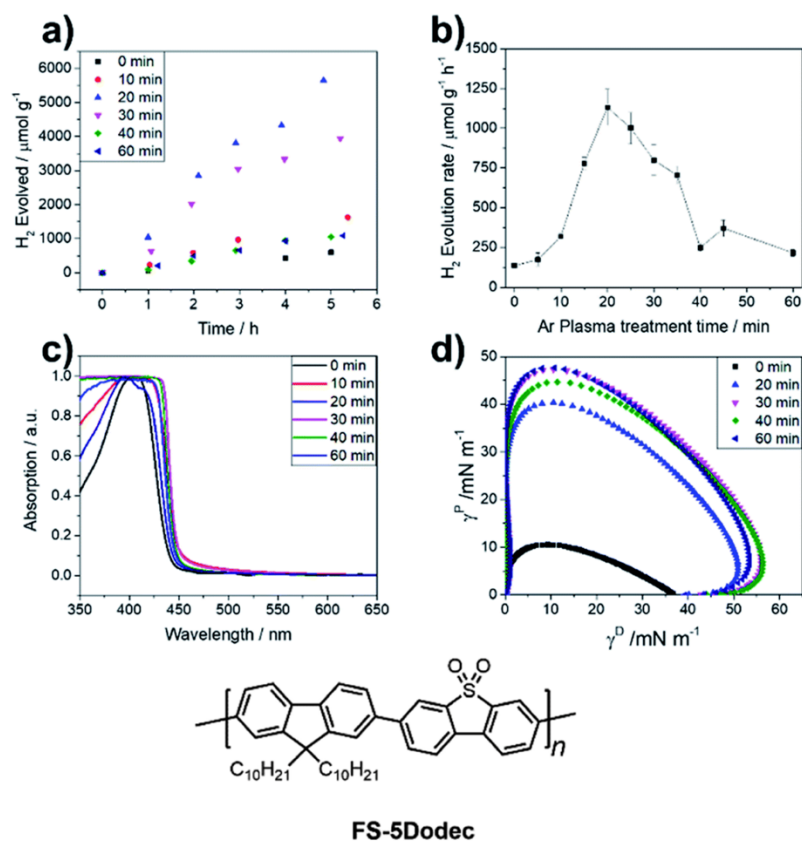 a)
H₂ Evolved / μmol g⁻¹
6000
5000
4000
3000
2000
1000
0
0 min
10 min
20 min
30 min
40 min
60 min
0 1 2 3 4 5 6
Time / h
b)
H₂ Evolution rate / μmol g⁻¹ h⁻¹
1500
1250
1000
750
500
250
0
0 10 20 30 40 50 60
Ar Plasma treatment time / min
c)
Absorption / a.u.
1.0
0.8
0.6
0.4
0.2
0.0
0 min
10 min
20 min
30 min
40 min
60 min
350 400 450 500 550 600 650
Wavelength / nm
d)
γᴾ /mN m⁻¹
50
40
30
20
10
0
0 min
20 min
30 min
40 min
60 min
0 10 20 30 40 50
γᴰ /mN m⁻¹
O O
S
n
C₁₀H₂₁ C₁₀H₂₁
FS-5Dodec